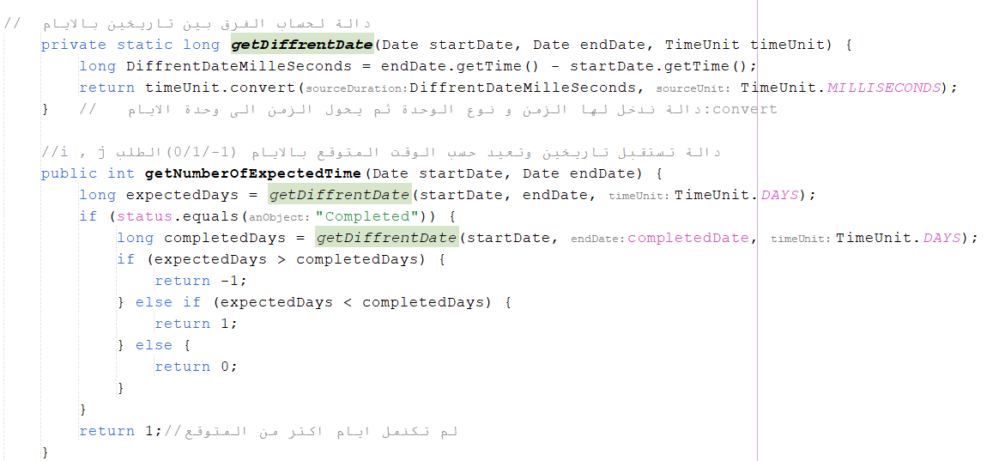 // دالة لحساب الفرق بين تاريخين بالايام
private static long getDiffrentDate(Date startDate, Date endDate, TimeUnit timeUnit) {
long DiffrentDateMilleSeconds = endDate.getTime() - startDate.getTime();
return timeUnit.convert(sourceDuration: DiffrentDateMilleSeconds, sourceUnit: TimeUnit.MILLISECONDS);
} // دالة ندخل لها الزمن و نوع الوحدة ثم يحول الزمن الى وحدة الايام:convert
//i , j دالة تستقبل تاريخين وتعيد حسب الوقت المتوقع بالايام (0/1/-1)الطلب
public int getNumberOfExpectedTime(Date startDate, Date endDate) {
long expectedDays = getDiffrentDate(startDate, endDate, timeUnit: TimeUnit.DAYS);
if (status.equals(anObject: "Completed")) {
long completedDays = getDiffrentDate(startDate, endDate: completedDate, timeUnit: TimeUnit.DAYS);
if (expectedDays > completedDays) {
return -1;
} else if (expectedDays < completedDays) {
return 1;
} else {
return 0;
}
}
return 1;//لم تكتمل ايام اكتر من المتوقع
}